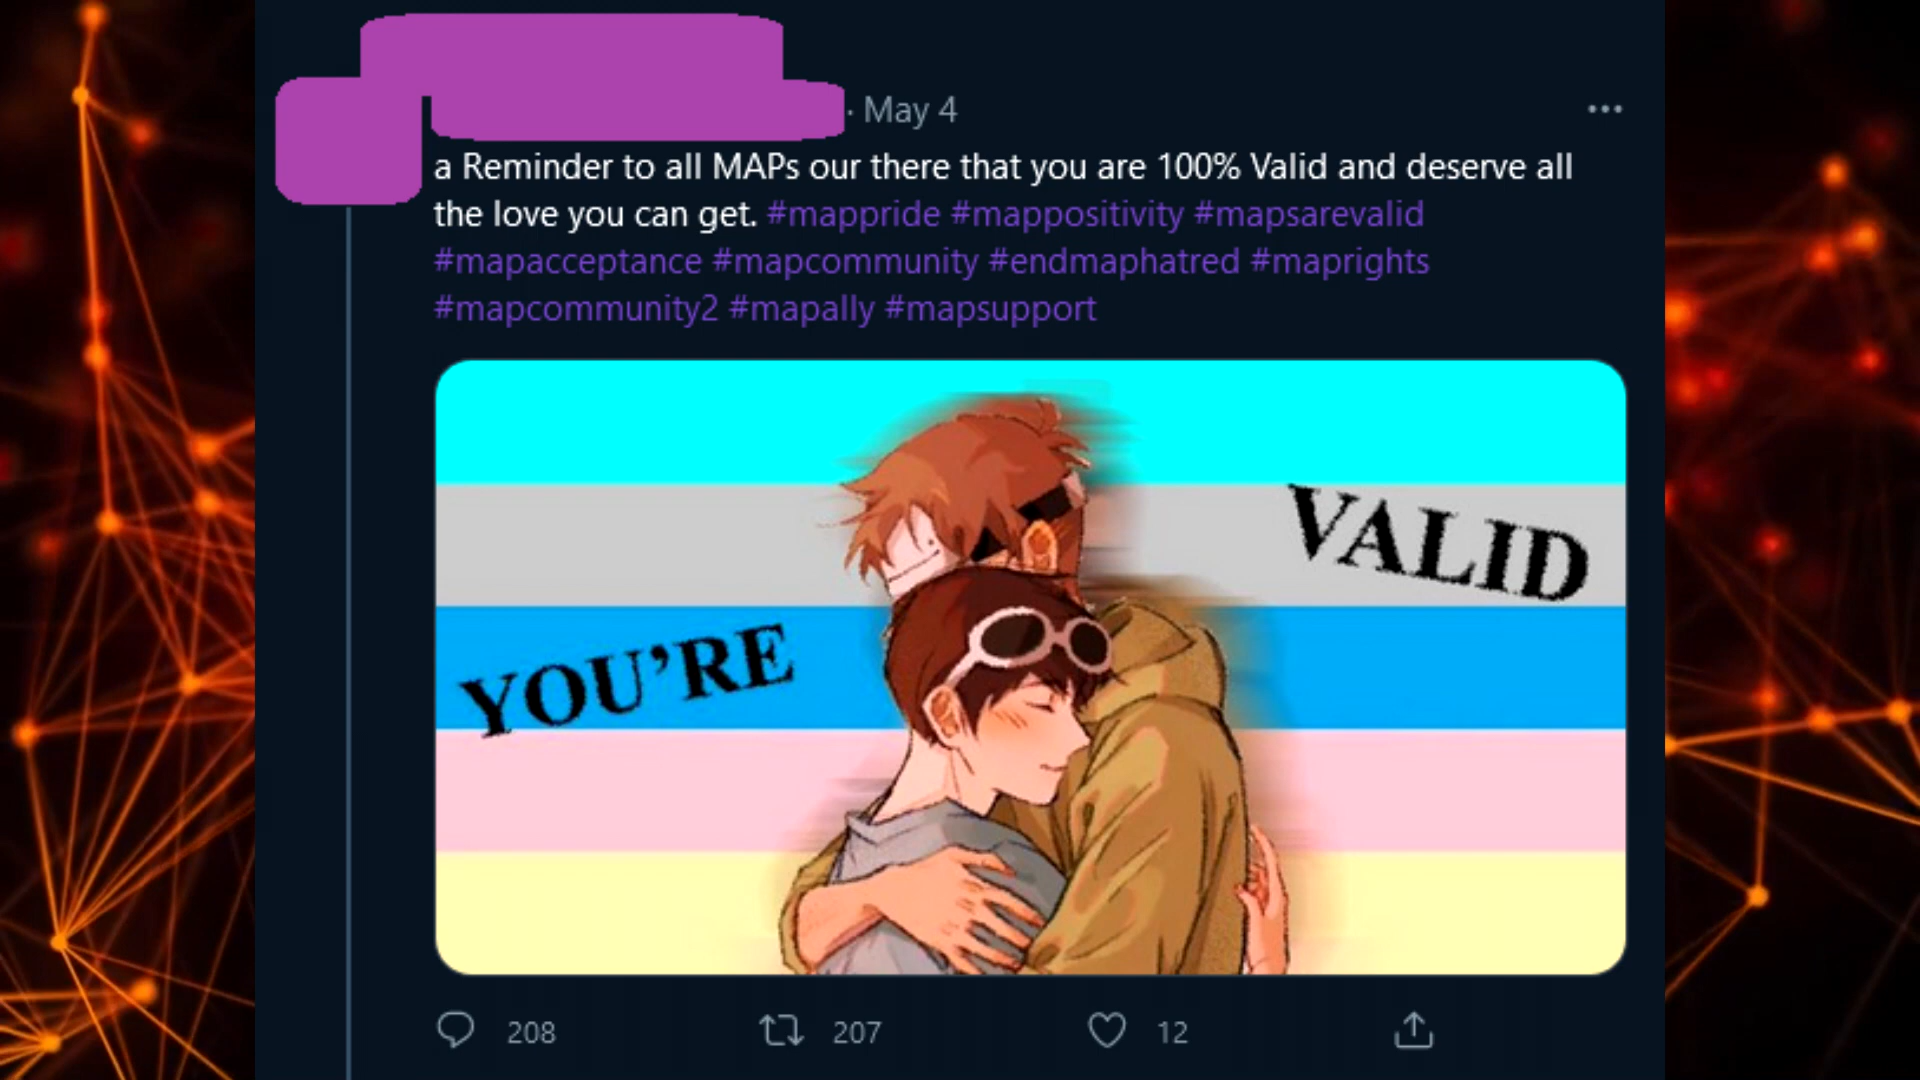 · May 4
a Reminder to all MAPs our there that you are 100% Valid and deserve all
the love you can get. #mappride #mappositivity #mapsarevalid
#mapacceptance #mapcommunity #endmaphatred #maprights
#mapcommunity2 #mapally #mapsupport
YOU'RE
VALID
208 207 12